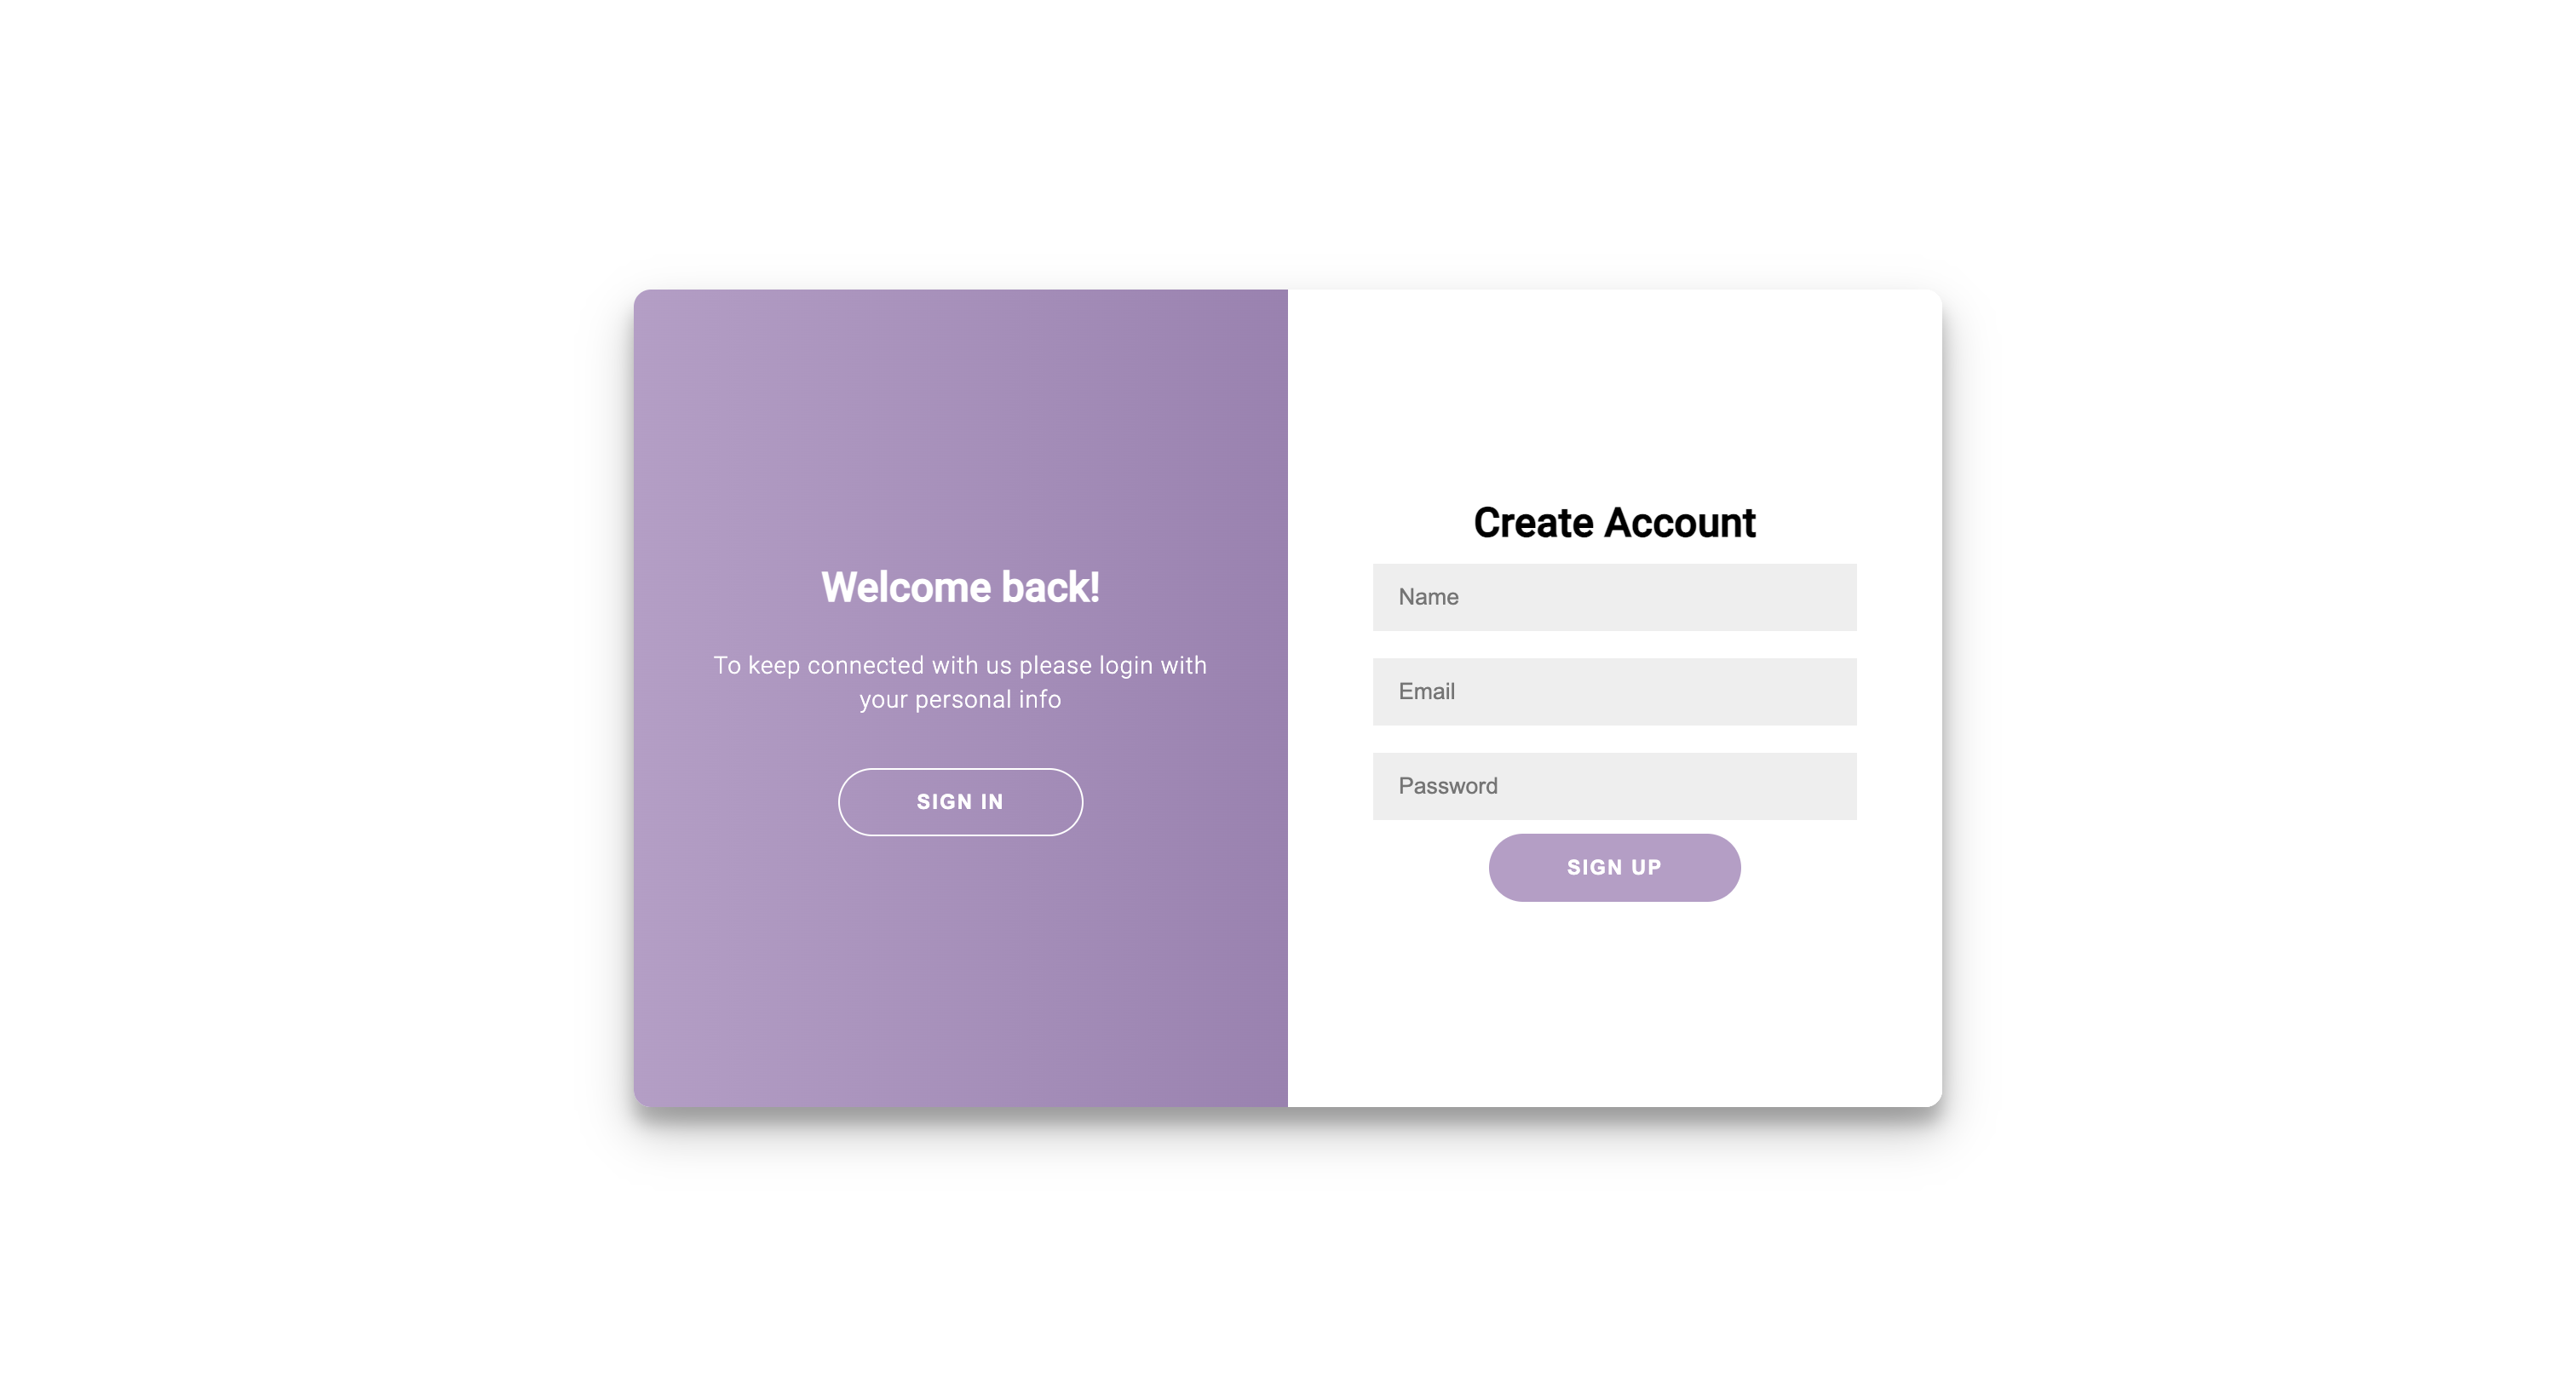 Welcome back!
To keep connected with us please login with
your personal info
SIGN IN
Create Account
Name
Email
Password
SIGN UP